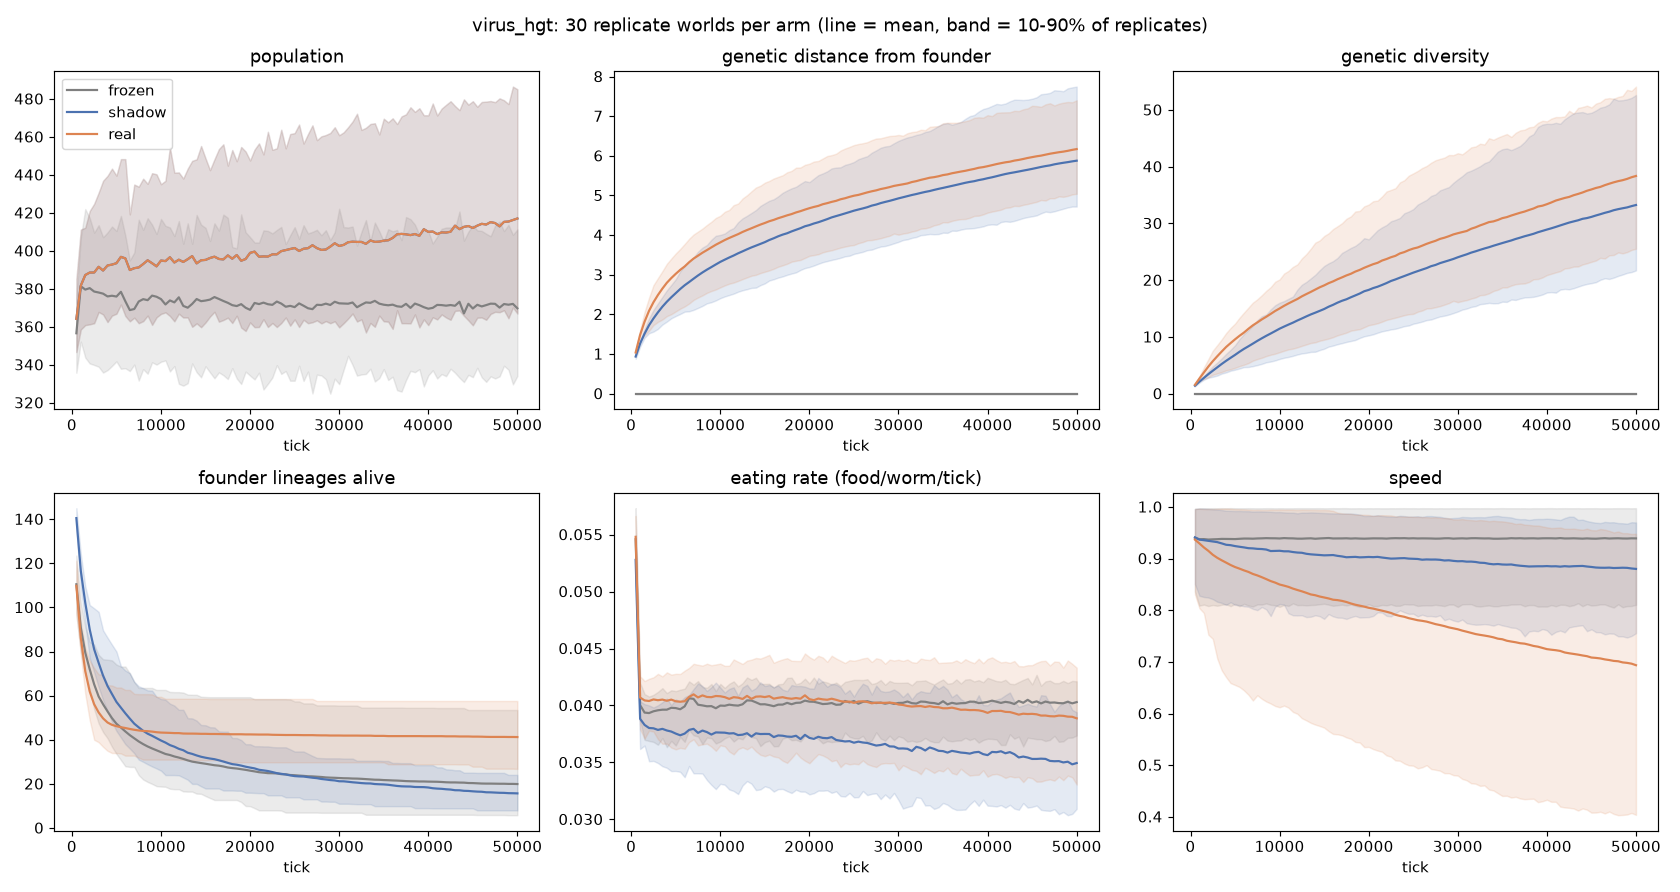 virus_hgt: 30 replicate worlds per arm (line = mean, band = 10-90% of replicates)
population
480
460
440
420
400
380
360
340
320
0 10000 20000 30000 40000 50000
tick
frozen
shadow
real
genetic distance from founder
8
7
6
5
4
3
2
1
0
0 10000 20000 30000 40000 50000
tick
genetic diversity
50
40
30
20
10
0
0 10000 20000 30000 40000 50000
tick
founder lineages alive
140
120
100
80
60
40
20
0
0 10000 20000 30000 40000 50000
tick
eating rate (food/worm/tick)
0.055
0.050
0.045
0.040
0.035
0.030
0 10000 20000 30000 40000 50000
tick
speed
1.0
0.9
0.8
0.7
0.6
0.5
0.4
0 10000 20000 30000 40000 50000
tick